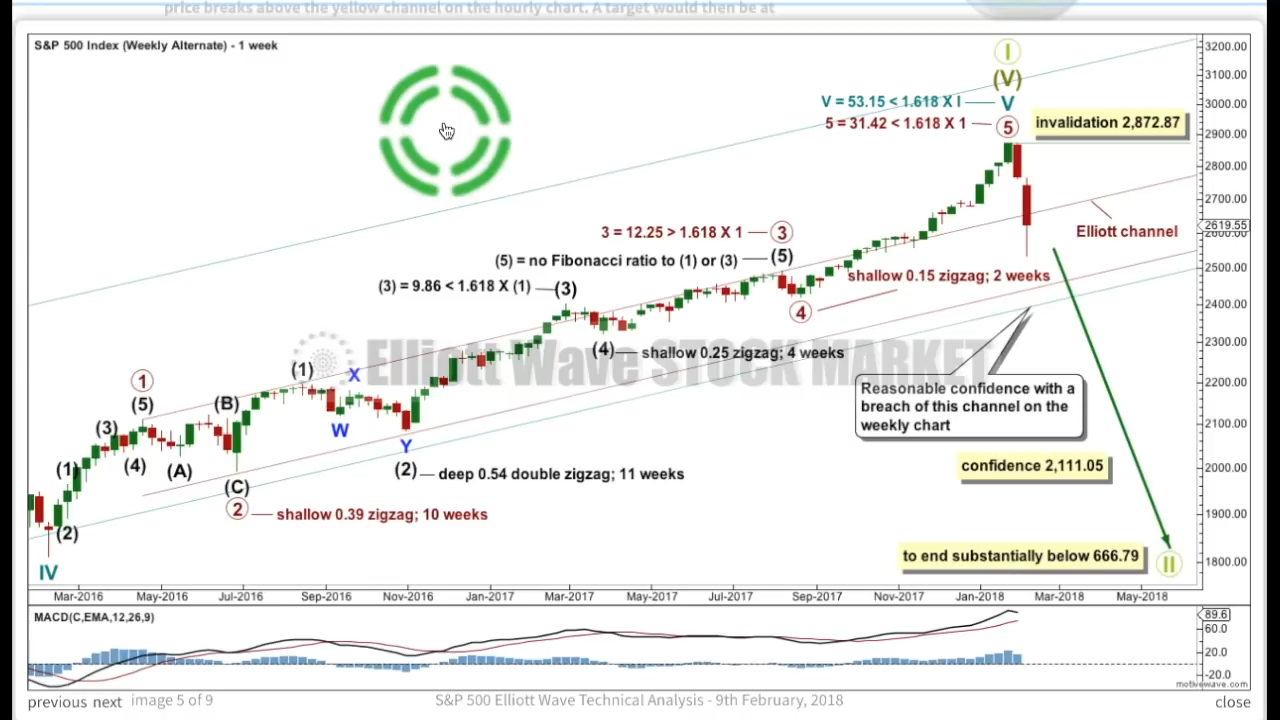 price breaks above the yellow channel on the hourly chart. A target would then be at
S&P 500 Index (Weekly Alternate) - 1 week
I
(V)
V = 53.15 < 1.618 X I
V
5 = 31.42 < 1.618 X 1
5
invalidation 2,872.87
3200.00
3100.00
3000.00
2900.00
2800.00
2700.00
2619.55
2600.00
2500.00
2400.00
2300.00
2200.00
2100.00
2000.00
1900.00
1800.00
Elliott channel
3 = 12.25 > 1.618 X 1
3
(5) = no Fibonacci ratio to (1) or (3)
(5)
(3) = 9.86 < 1.618 X (1)
(3)
shallow 0.15 zigzag; 2 weeks
4
(4)
shallow 0.25 zigzag; 4 weeks
Elliott Wave STOCK MARKET
Reasonable confidence with a
breach of this channel on the
weekly chart
1
(5)
(3)
(4)
(1)
(2)
(A)
(B)
(C)
2
shallow 0.39 zigzag; 10 weeks
(1)
X
W
Y
(2)
deep 0.54 double zigzag; 11 weeks
confidence 2,111.05
to end substantially below 666.79
II
IV
Mar-2016
May-2016
Jul-2016
Sep-2016
Nov-2016
Jan-2017
Mar-2017
May-2017
Jul-2017
Sep-2017
Nov-2017
Jan-2018
Mar-2018
May-2018
MACD(C,EMA,12,26,9)
89.6
60.0
20.0
-20.0
motivewave.com
previous next image 5 of 9
S&P 500 Elliott Wave Technical Analysis - 9th February, 2018
close